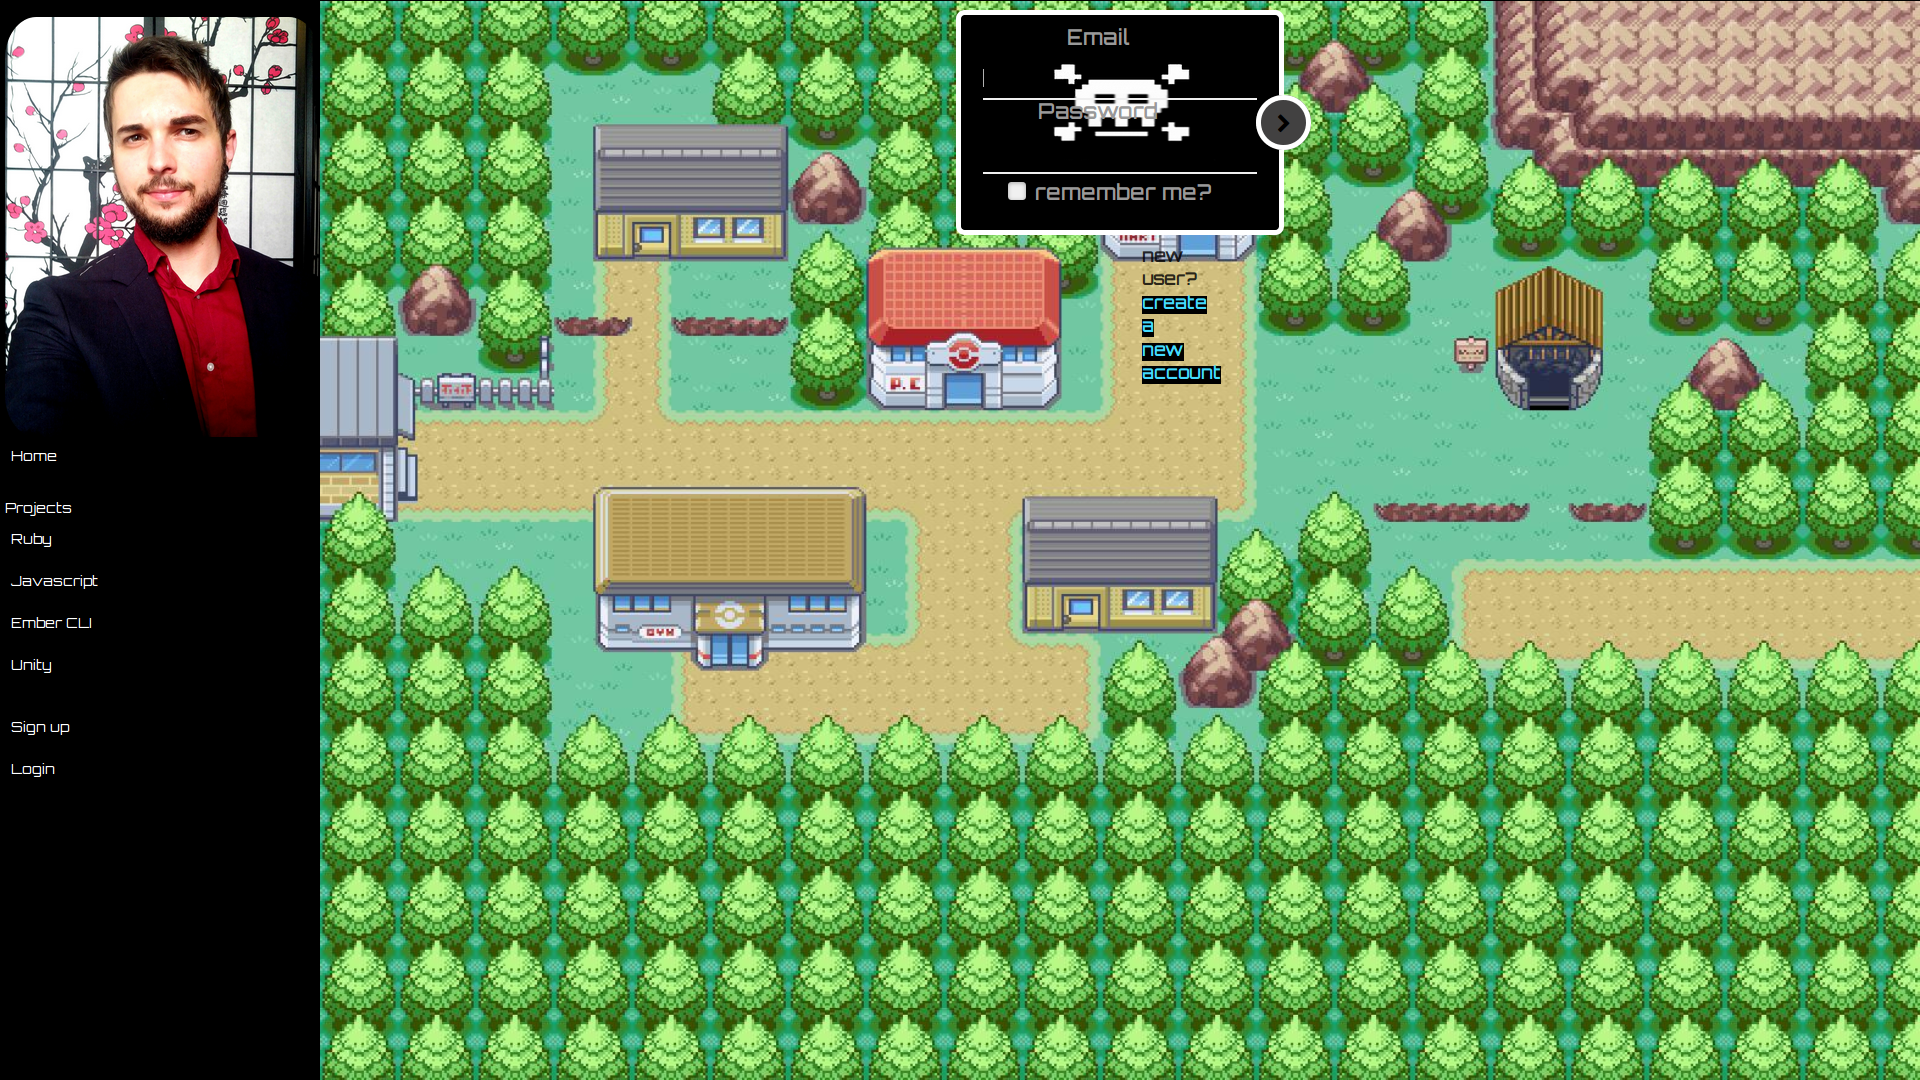 Home
Projects
Ruby
Javascript
Ember CLI
Unity
Sign up
Login
Email
Password
remember me?
new
user?
create
a
new
account
MART
P.C
GYM